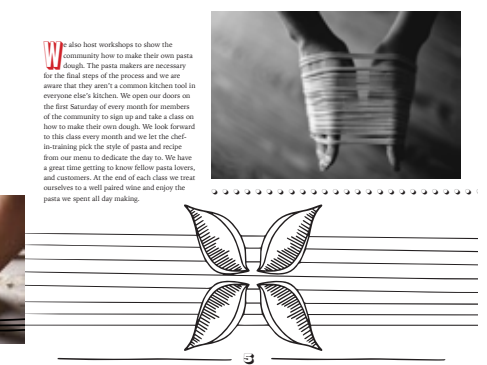 We also host workshops to show the
community how to make their own pasta
dough. The pasta makers are necessary
for the final steps of the process and we are
aware that they aren't a common kitchen tool in
everyone else's kitchen. We open our doors on
the first Saturday of every month for members
of the community to sign up and take a class on
how to make their own dough. We look forward
to this class every month and we let the chef-
in-training pick the style of pasta and recipe
from our menu to dedicate the day to. We have
a great time getting to know fellow pasta lovers,
and customers. At the end of each class we treat
ourselves to a well paired wine and enjoy the
pasta we spent all day making.
5